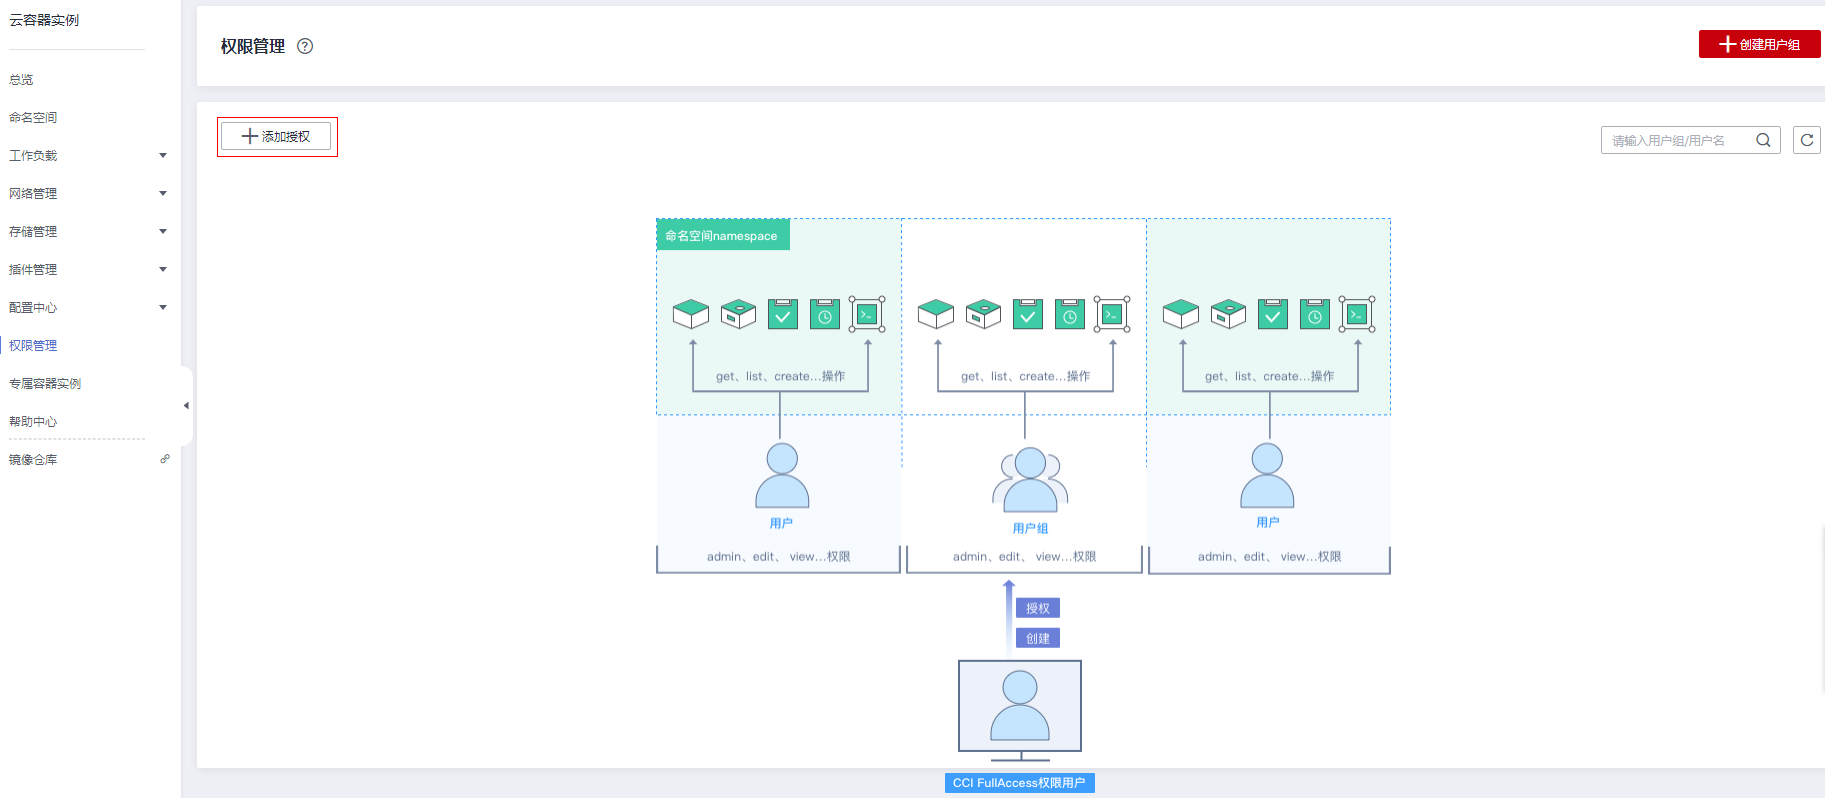 云容器实例
总览
命名空间
工作负载
网络管理
存储管理
插件管理
配置中心
权限管理
专属容器实例
帮助中心
镜像仓库
权限管理
创建用户组
添加授权
请输入用户组/用户名
命名空间namespace
get、list、create...操作
get、list、create...操作
get、list、create...操作
用户
用户组
用户
admin、edit、 view...权限
admin、edit、 view...权限
admin、edit、 view...权限
授权
创建
CCI FullAccess权限用户